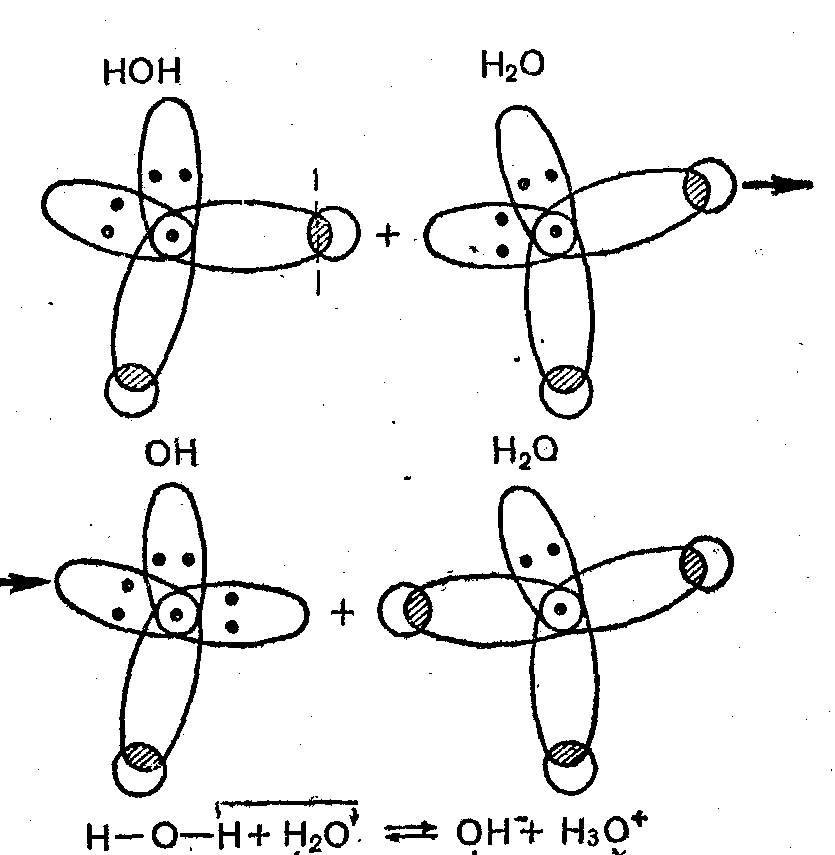 HOH H₂O
+
OH H₂O
+
H–O–H + H₂O ⇌ OH⁻ + H₃O⁺